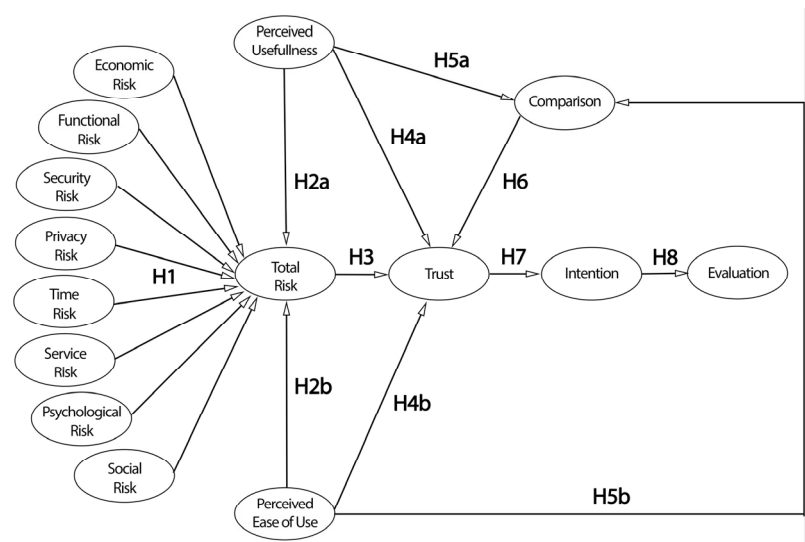 Perceived
Usefullness
H5a
Economic
Risk
Comparison
Functional
Risk
H4a
Security
Risk
H2a
H6
Privacy
Risk
H1
Total
Risk
H3
Trust
H7
Intention
H8
Evaluation
Time
Risk
Service
Risk
H2b
H4b
Psychological
Risk
Social
Risk
Perceived
Ease of Use
H5b